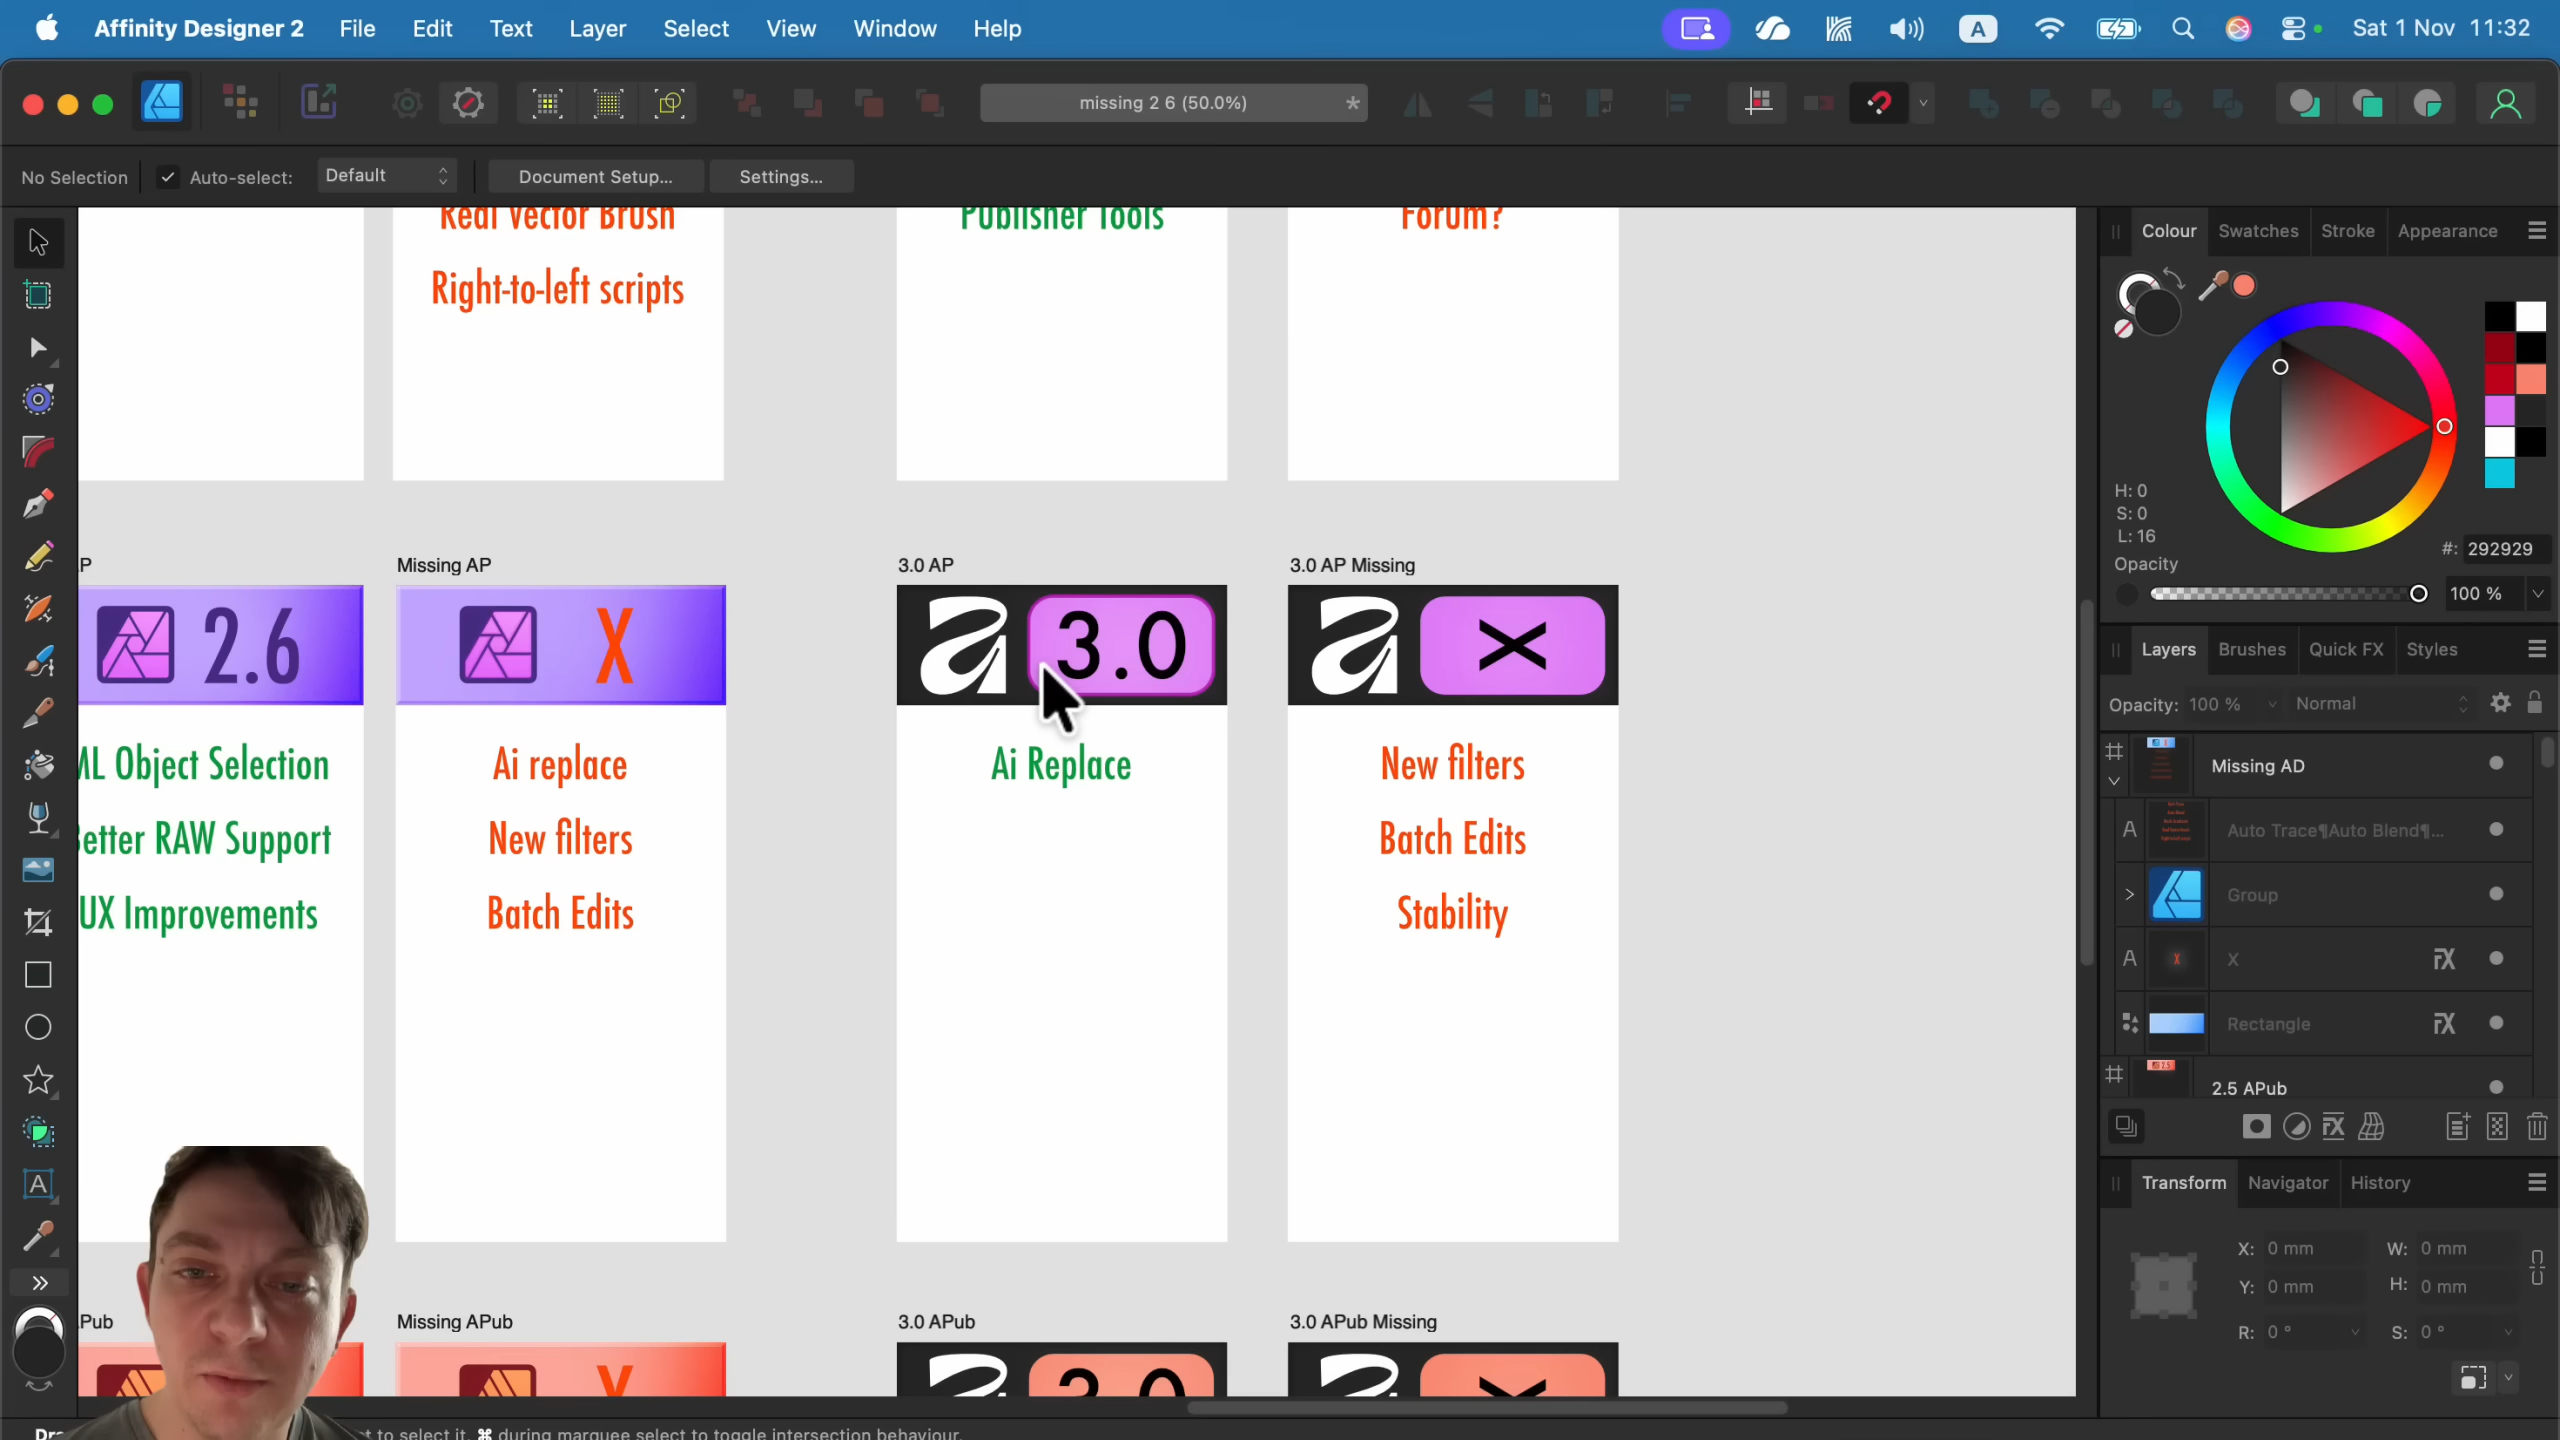 Affinity Designer 2 File Edit Text Layer Select View Window Help A Sat 1 Nov 11:32
missing 2 6 (50.0%) *
No Selection Auto-select: Default Document Setup... Settings...
Real Vector Brush
Right-to-left scripts
Publisher Tools
Forum?
Missing AP
3.0 AP
3.0 AP Missing
2.6
X
a 3.0
a X
ML Object Selection
Better RAW Support
UX Improvements
Ai replace
New filters
Batch Edits
Ai Replace
New filters
Batch Edits
Stability
Pub
Missing APub
3.0 APub
3.0 APub Missing
X
a 3.0
a X
to select it. ⌘ during marquee select to toggle intersection behaviour.
Colour Swatches Stroke Appearance
H: 0
S: 0
L: 16
#: 292929
Opacity
100 %
Layers Brushes Quick FX Styles
Opacity: 100 % Normal
Missing AD
A Auto Trace¶Auto Blend¶...
Group
A X FX
Rectangle FX
2.5 APub
FX
Transform Navigator History
X: 0 mm W: 0 mm
Y: 0 mm H: 0 mm
R: 0 ° S: 0 °